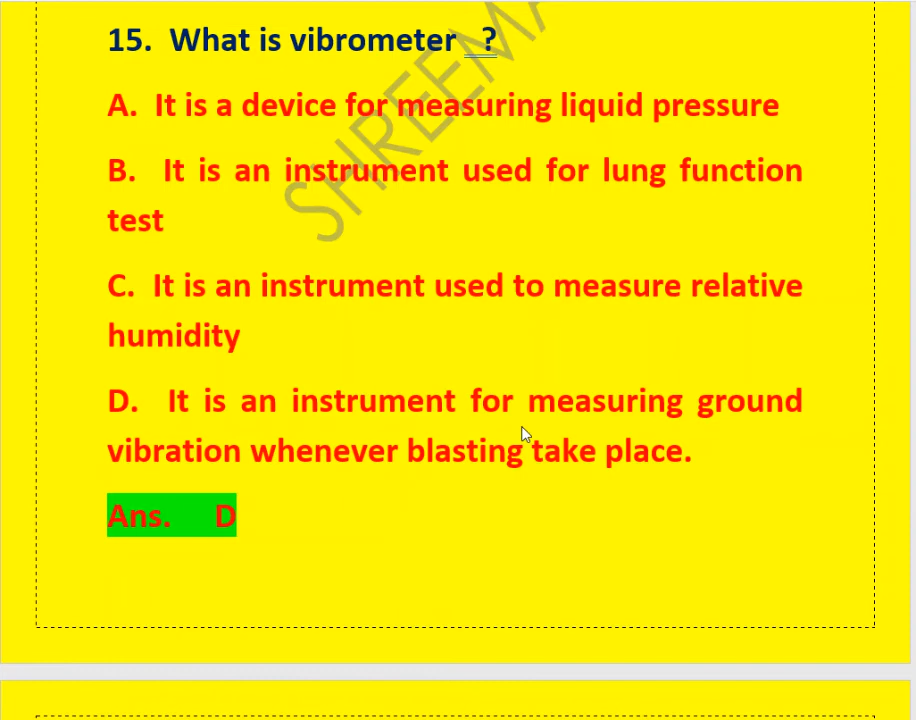 15. What is vibrometer ?
A. It is a device for measuring liquid pressure
B. It is an instrument used for lung function
test
C. It is an instrument used to measure relative
humidity
D. It is an instrument for measuring ground
vibration whenever blasting take place.
Ans. D